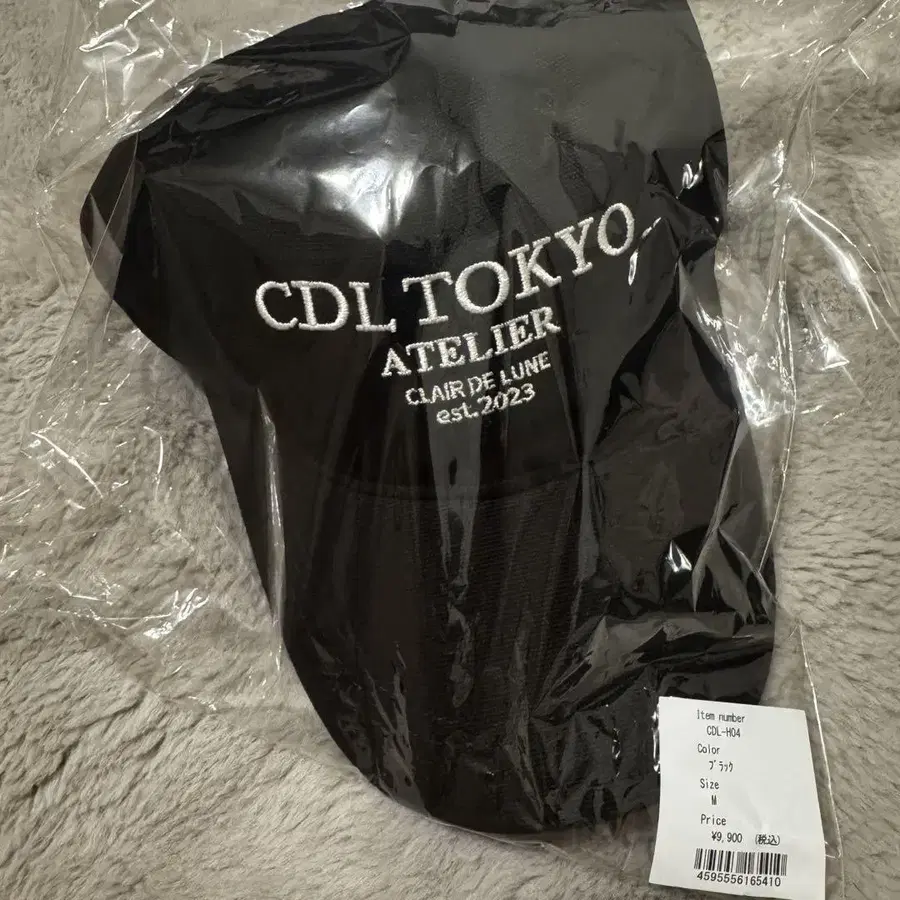 CDL TOKYO
ATELIER
CLAIR DE LUNE
est.2023
Item number
CDL-H04
Color
ブラック
Size
M
Price
¥9,900 (税込)
4595556165410